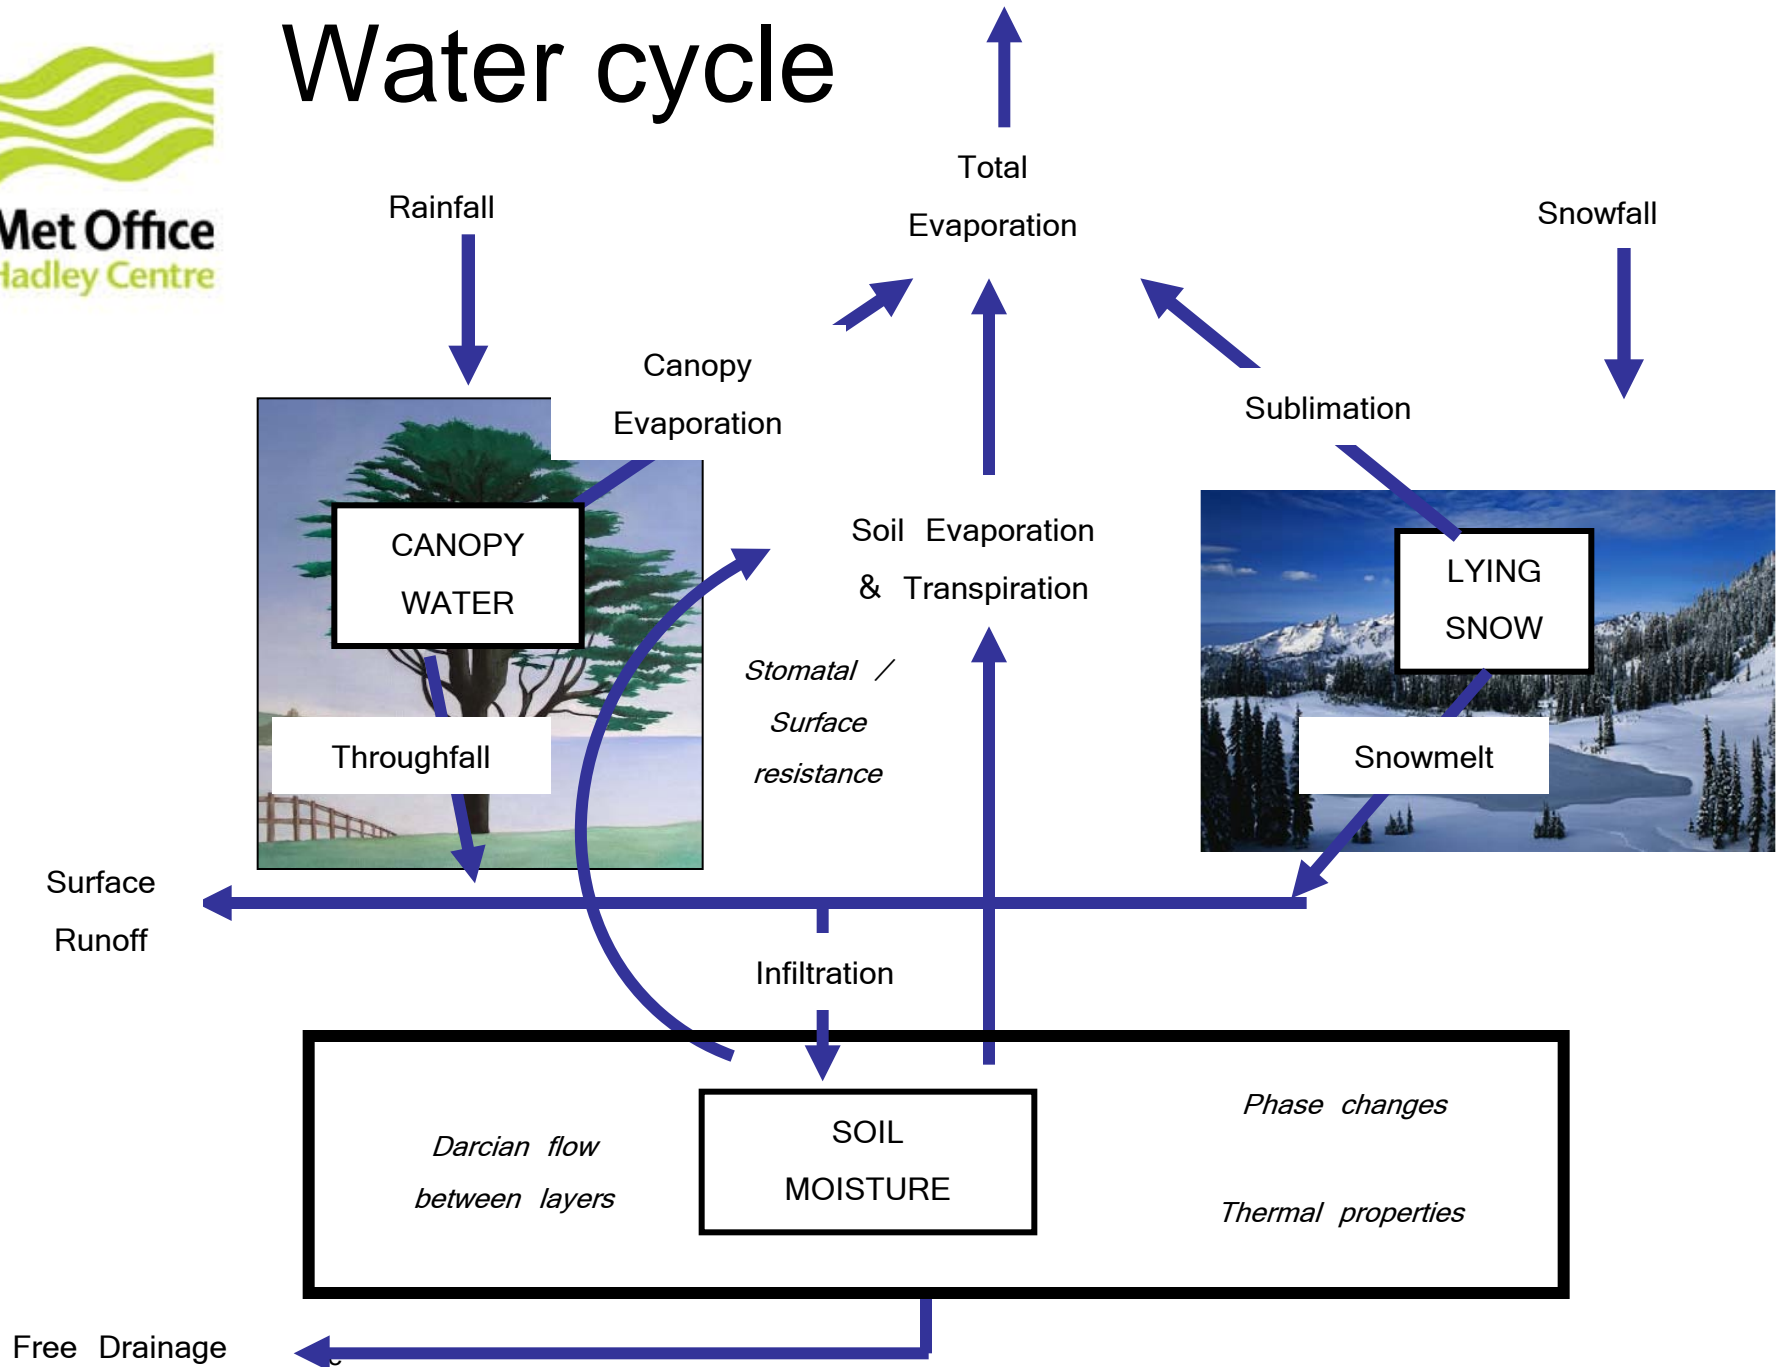 Water cycle
Met Office
Hadley Centre
Total
Evaporation
Rainfall
Snowfall
Canopy
Evaporation
Sublimation
CANOPY
WATER
Soil Evaporation
& Transpiration
LYING
SNOW
Stomatal /
Surface
resistance
Throughfall
Snowmelt
Surface
Runoff
Infiltration
SOIL
MOISTURE
Darcian flow
between layers
Phase changes
Thermal properties
Free Drainage